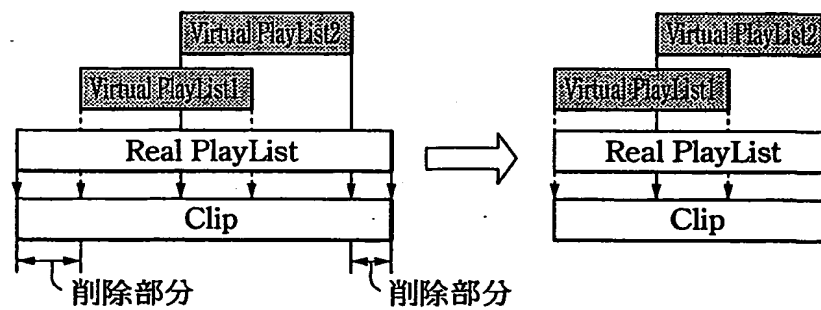 Virtual PlayList2
Virtual PlayList1
Real PlayList
Clip
削除部分
削除部分
Virtual PlayList2
Virtual PlayList1
Real PlayList
Clip